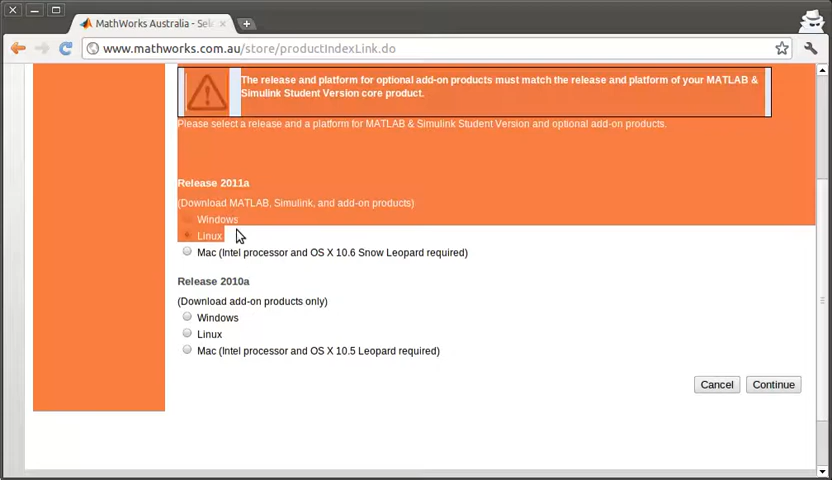 MathWorks Australia - Sel
www.mathworks.com.au/store/productIndexLink.do
The release and platform for optional add-on products must match the release and platform of your MATLAB &
Simulink Student Version core product.
Please select a release and a platform for MATLAB & Simulink Student Version and optional add-on products.
Release 2011a
(Download MATLAB, Simulink, and add-on products)
Windows
Linux
Mac (Intel processor and OS X 10.6 Snow Leopard required)
Release 2010a
(Download add-on products only)
Windows
Linux
Mac (Intel processor and OS X 10.5 Leopard required)
Cancel Continue